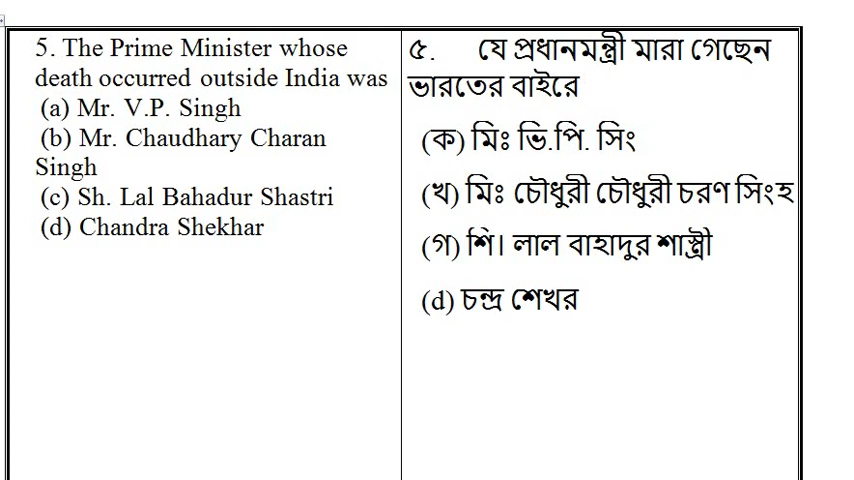 5. The Prime Minister whose
death occurred outside India was
(a) Mr. V.P. Singh
(b) Mr. Chaudhary Charan
Singh
(c) Sh. Lal Bahadur Shastri
(d) Chandra Shekhar
৫. যে প্রধানমন্ত্রী মারা গেছেন
ভারতের বাইরে
(ক) মিঃ ভি.পি. সিং
(খ) মিঃ চৌধুরী চৌধুরী চরণ সিংহ
(গ) শি। লাল বাহাদুর শাস্ত্রী
(d) চন্দ্র শেখর